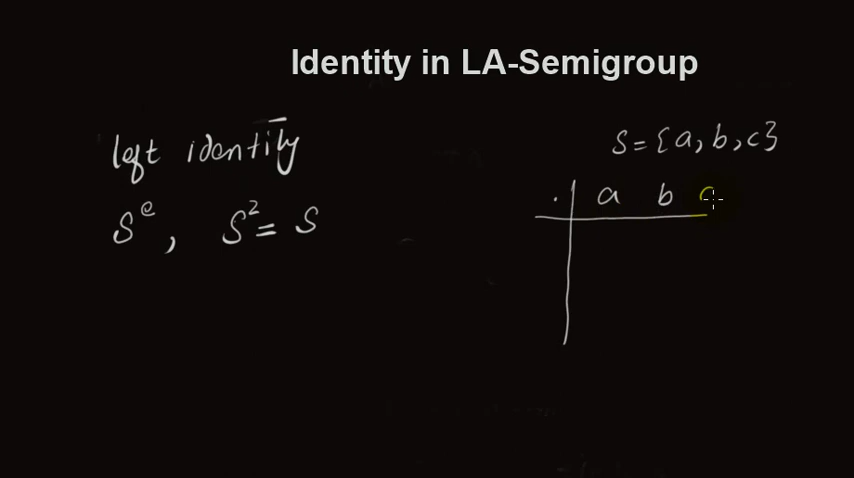 Identity in LA-Semigroup
left identity
S = {a, b, c}
S^e, S^2 = S
. a b c